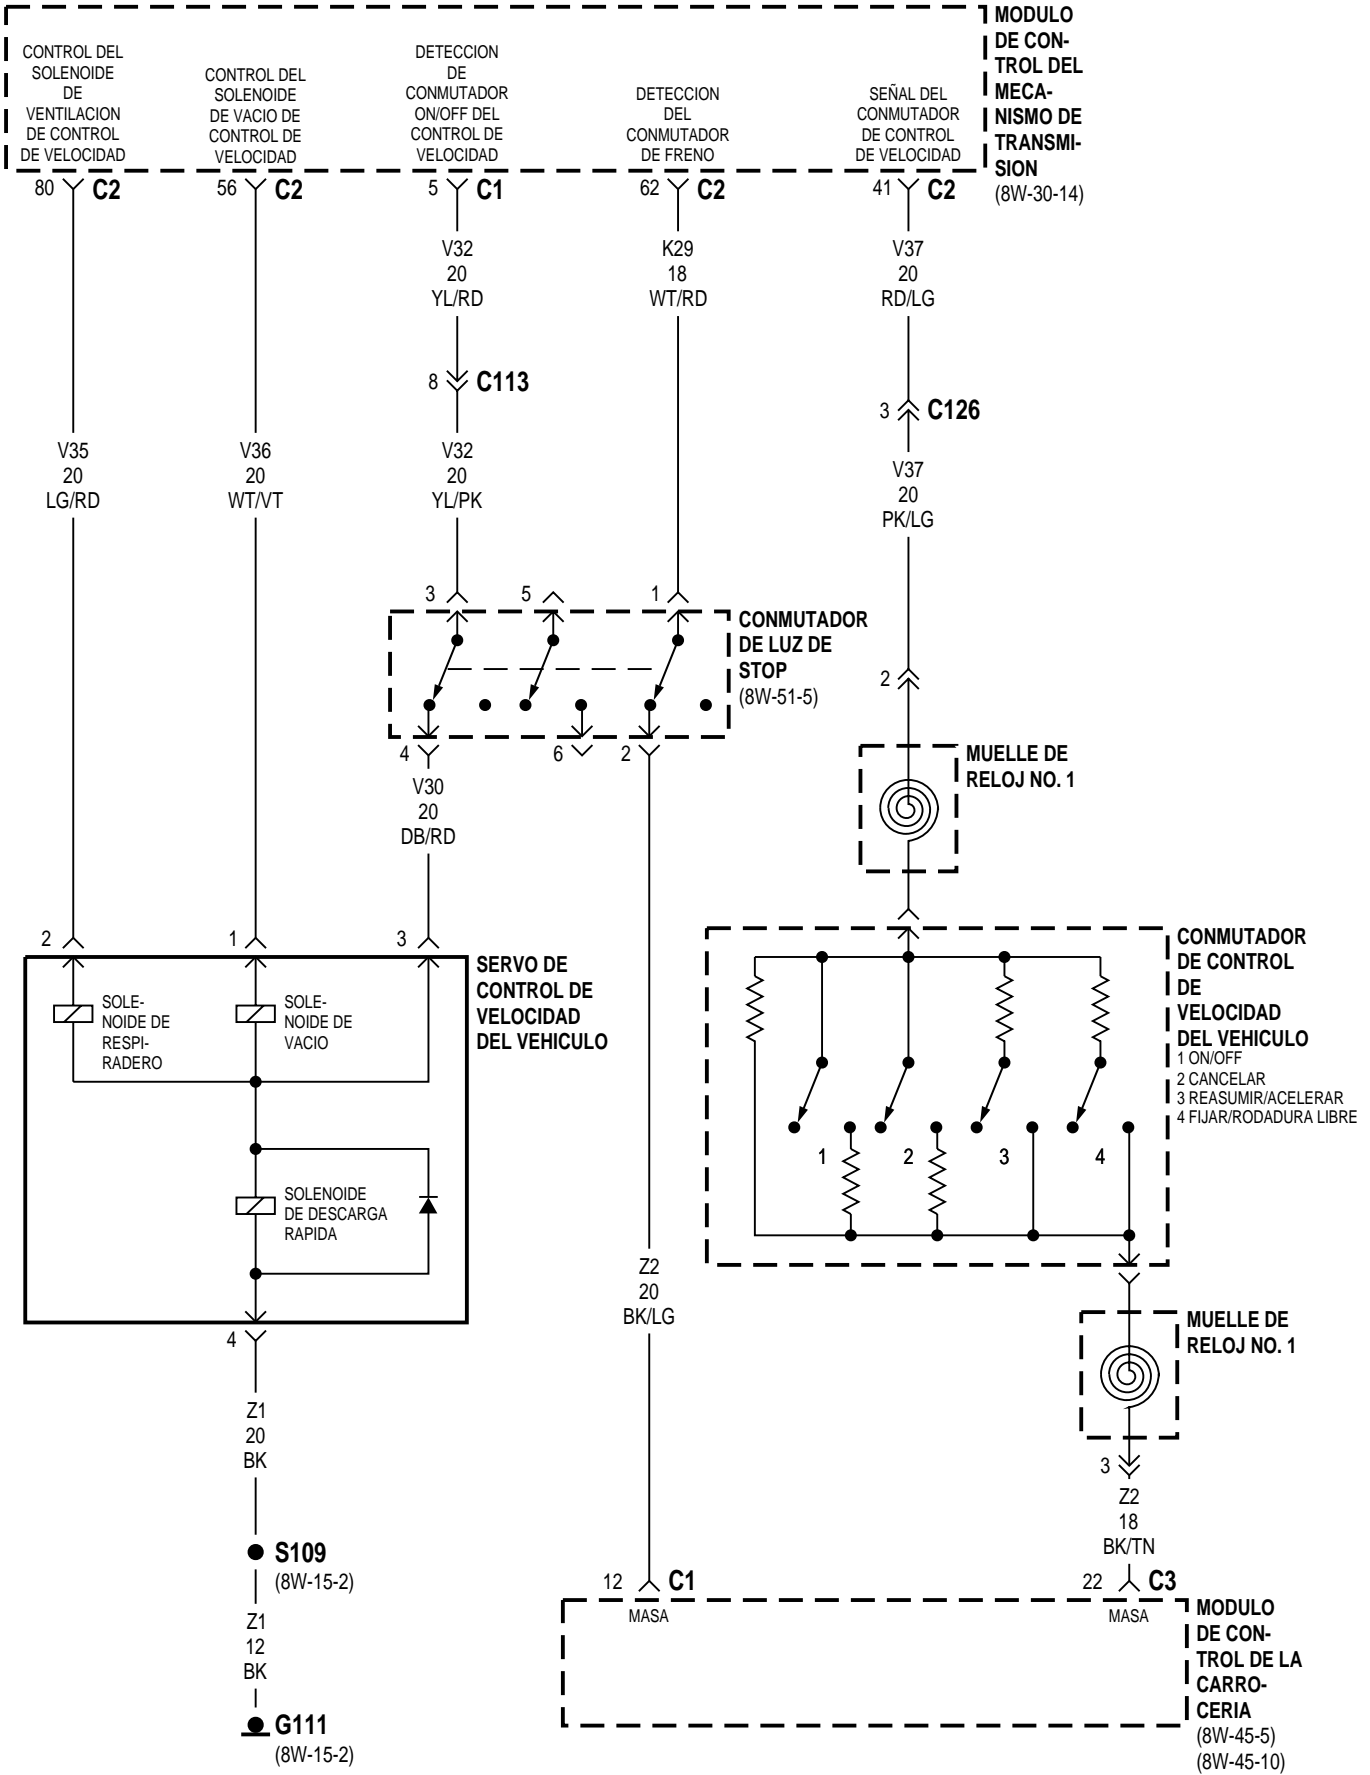 MODULO
DE CON-
TROL DEL
MECA-
NISMO DE
TRANSMI-
SION
(8W-30-14)
CONTROL DEL
SOLENOIDE
DE
VENTILACION
DE CONTROL
DE VELOCIDAD
CONTROL DEL
SOLENOIDE
DE VACIO DE
CONTROL DE
VELOCIDAD
DETECCION
DE
CONMUTADOR
ON/OFF DEL
CONTROL DE
VELOCIDAD
DETECCION
DEL
CONMUTADOR
DE FRENO
SEÑAL DEL
CONMUTADOR
DE CONTROL
DE VELOCIDAD
80 C2
56 C2
5 C1
62 C2
41 C2
V32
20
YL/RD
K29
18
WT/RD
V37
20
RD/LG
8 C113
3 C126
V35
20
LG/RD
V36
20
WT/VT
V32
20
YL/PK
V37
20
PK/LG
3
5
1
CONMUTADOR
DE LUZ DE
STOP
(8W-51-5)
2
4
6
2
MUELLE DE
RELOJ NO. 1
V30
20
DB/RD
2
1
3
SERVO DE
CONTROL DE
VELOCIDAD
DEL VEHICULO
SOLE-
NOIDE DE
RESPI-
RADERO
SOLE-
NOIDE DE
VACIO
SOLENOIDE
DE DESCARGA
RAPIDA
CONMUTADOR
DE CONTROL
DE
VELOCIDAD
DEL VEHICULO
1 ON/OFF
2 CANCELAR
3 REASUMIR/ACELERAR
4 FIJAR/RODADURA LIBRE
1
2
3
4
Z2
20
BK/LG
4
MUELLE DE
RELOJ NO. 1
Z1
20
BK
3
Z2
18
BK/TN
S109
(8W-15-2)
12 C1
22 C3
MASA
MASA
MODULO
DE CON-
TROL DE LA
CARRO-
CERIA
(8W-45-5)
(8W-45-10)
Z1
12
BK
G111
(8W-15-2)